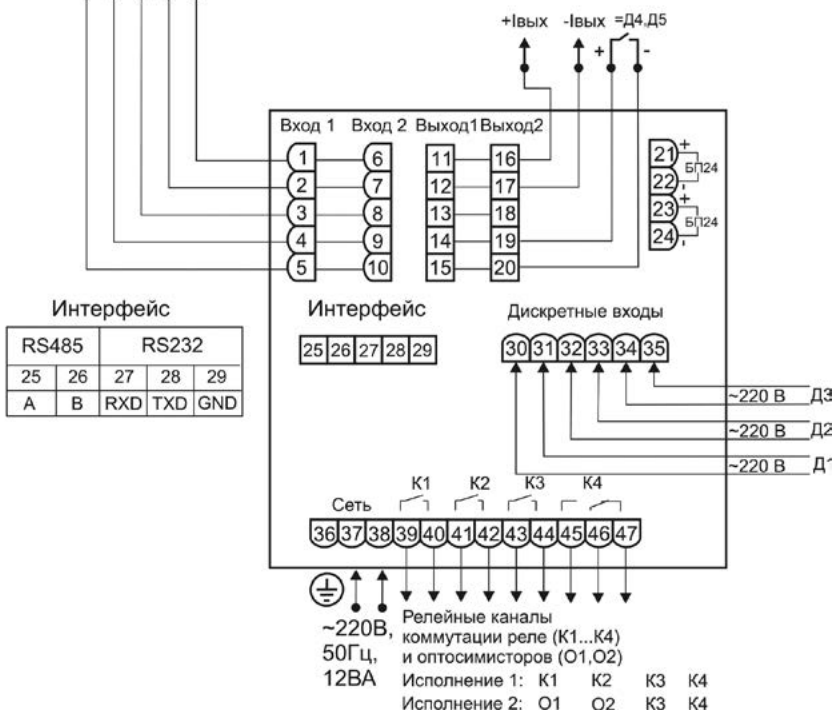 +Iвых -Iвых =Д4,Д5
+ -
Вход 1 Вход 2 Выход1 Выход2
1 6 11 16 21 +
БП24
2 7 12 17 22 -
3 8 13 18 23 +
БП24
4 9 14 19 24 -
5 10 15 20
Интерфейс
RS485 RS232
25 26 27 28 29
A B RXD TXD GND
Интерфейс
25 26 27 28 29
Дискретные входы
30 31 32 33 34 35
~220 В Д3
~220 В Д2
~220 В Д1
К1 К2 К3 К4
Сеть
36 37 38 39 40 41 42 43 44 45 46 47
~220В,
50Гц,
12ВА
Релейные каналы
коммутации реле (К1...К4)
и оптосимисторов (О1,О2)
Исполнение 1: К1 К2 К3 К4
Исполнение 2: О1 О2 К3 К4